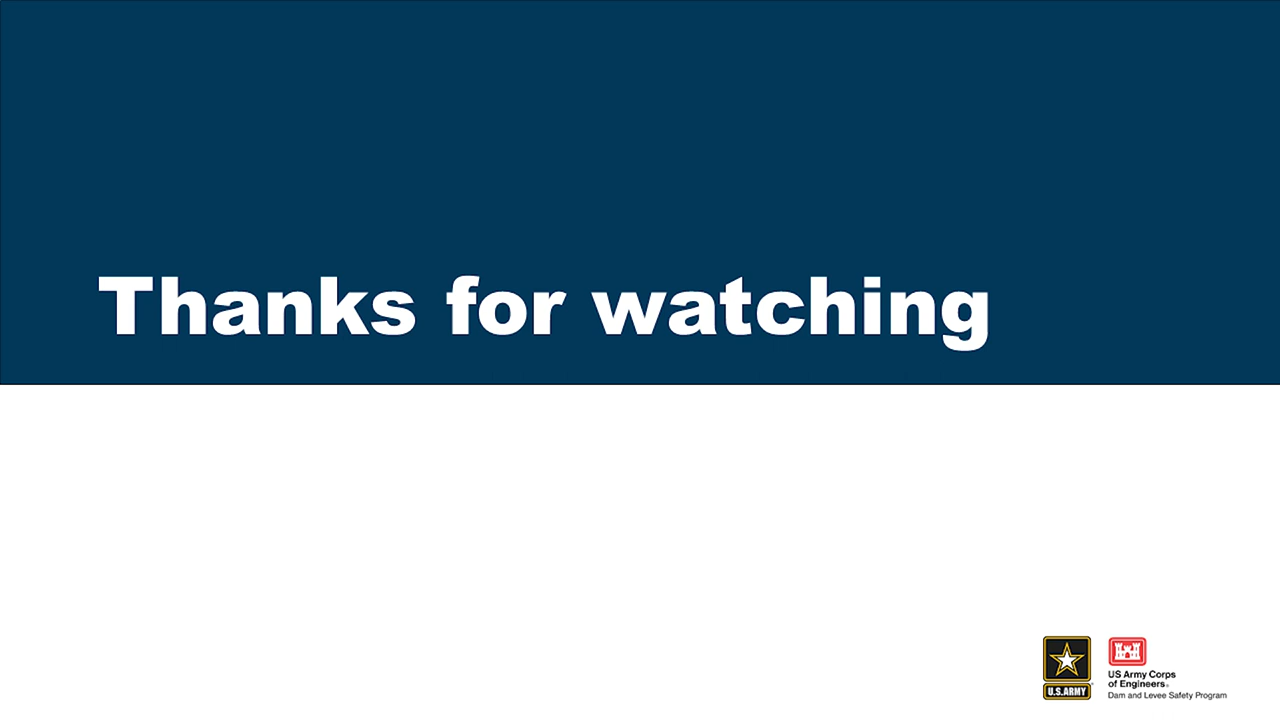 Thanks for watching
U.S.ARMY
US Army Corps
of Engineers®
Dam and Levee Safety Program